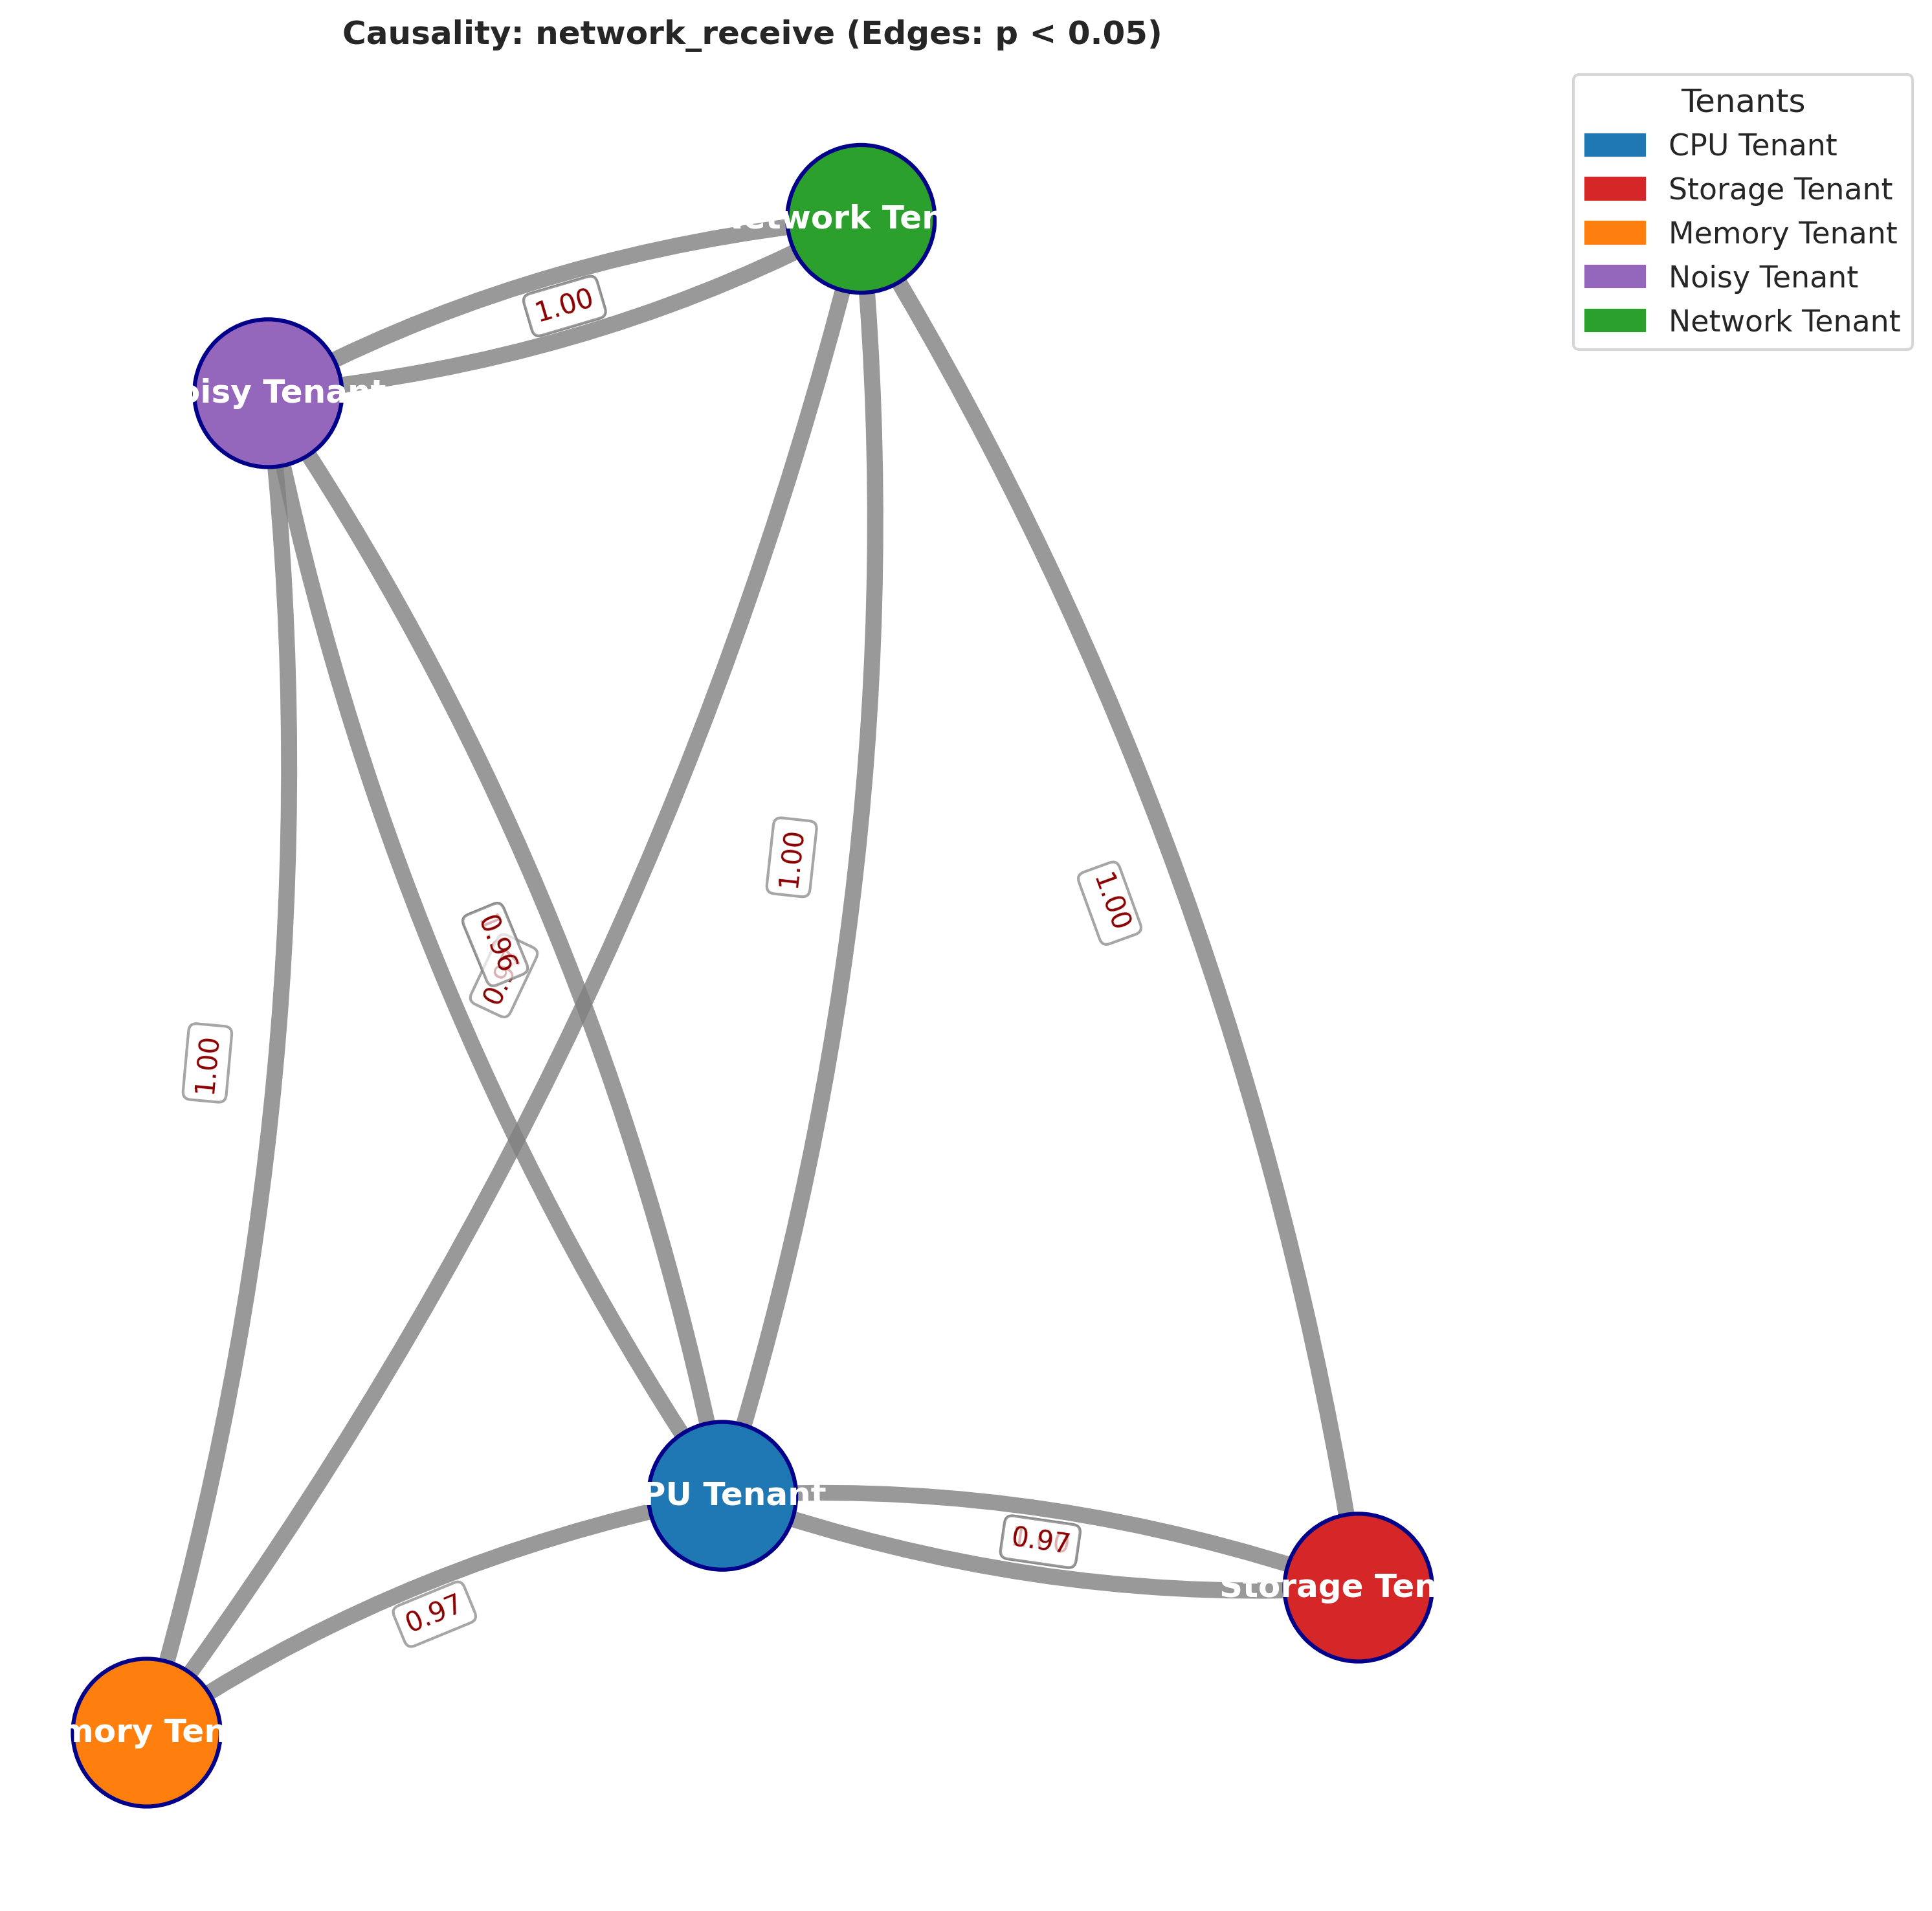 Causality: network_receive (Edges: p < 0.05)
Tenants
CPU Tenant
Storage Tenant
Memory Tenant
Noisy Tenant
Network Tenant
etwork Ten
1.00
oisy Tenant
1.00
1.00
0.96
1.00
PU Tenant
0.97
Storage Ten
0.97
mory Ten